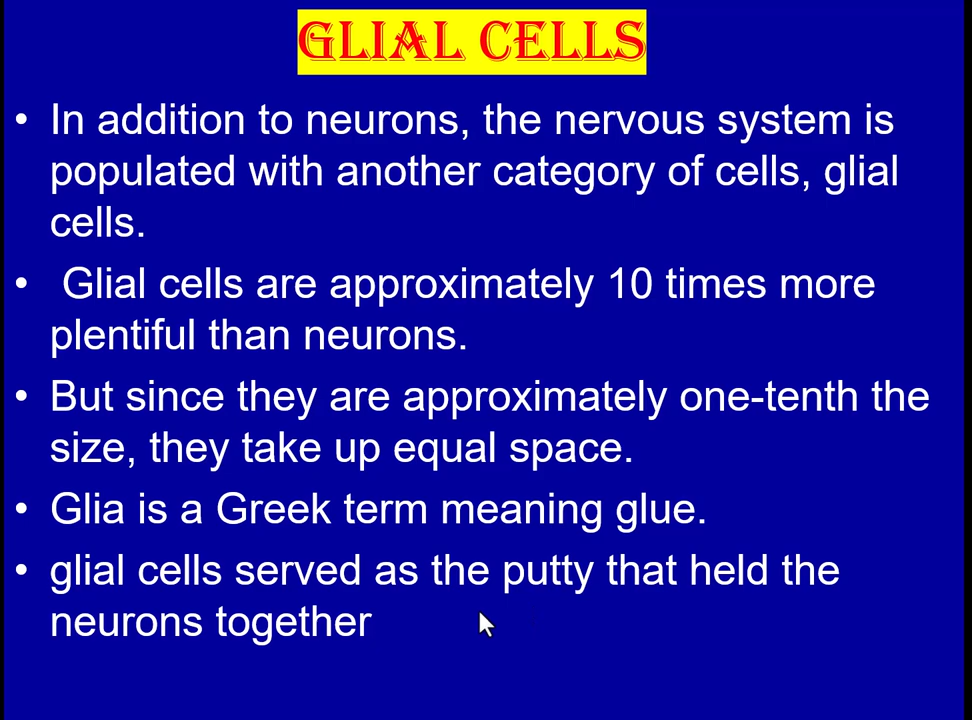 GLIAL CELLS
• In addition to neurons, the nervous system is
populated with another category of cells, glial
cells.
• Glial cells are approximately 10 times more
plentiful than neurons.
• But since they are approximately one-tenth the
size, they take up equal space.
• Glia is a Greek term meaning glue.
• glial cells served as the putty that held the
neurons together